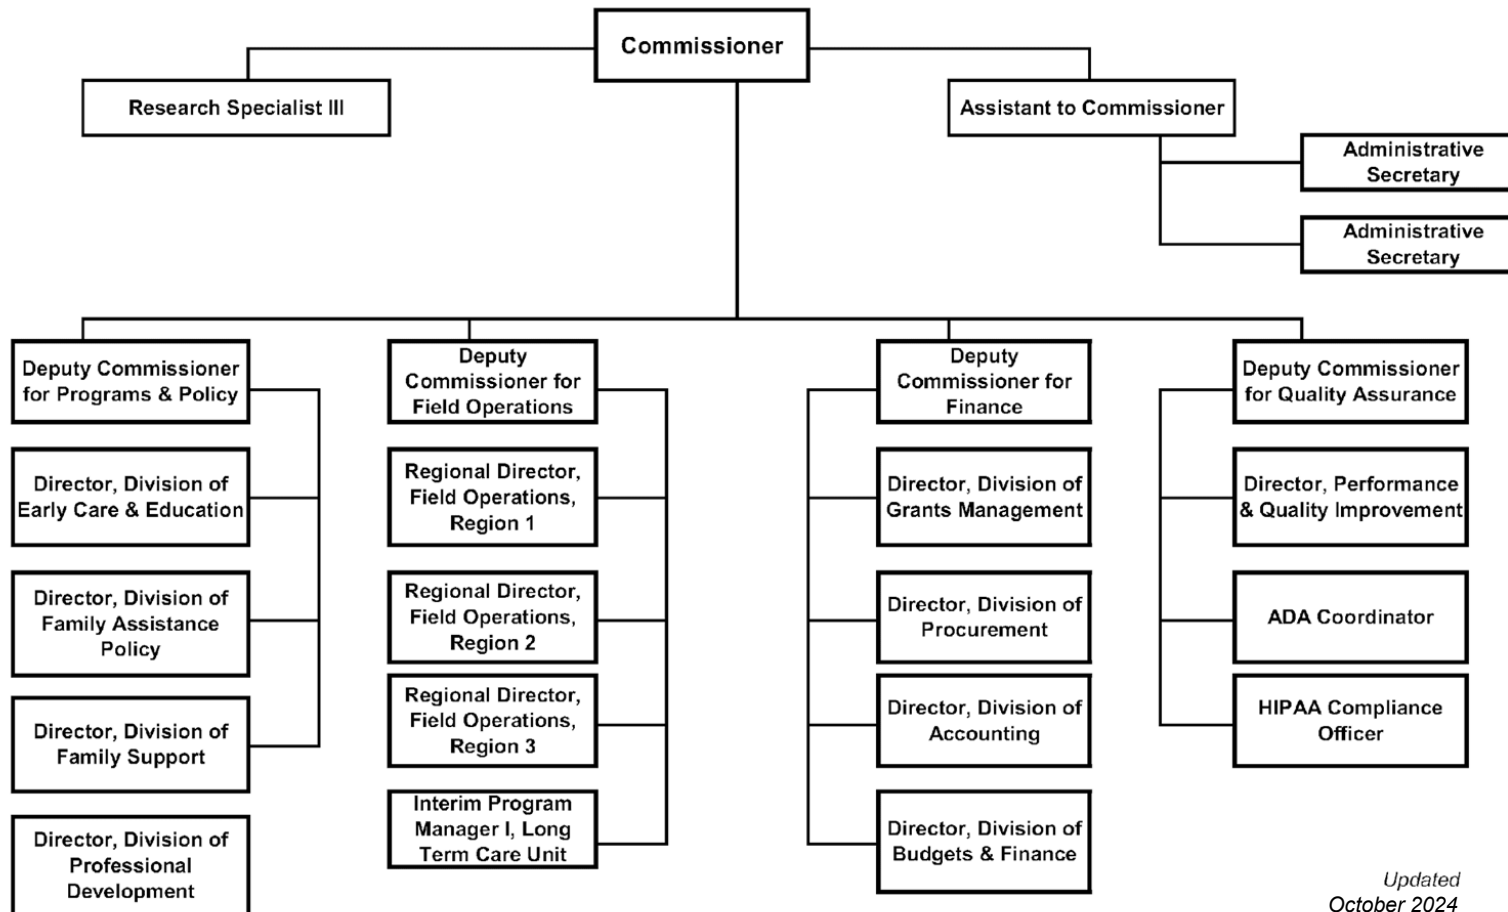 Commissioner
Research Specialist III
Assistant to Commissioner
Administrative
Secretary
Administrative
Secretary
Deputy Commissioner
for Programs & Policy
Director, Division of
Early Care & Education
Director, Division of
Family Assistance
Policy
Director, Division of
Family Support
Director, Division of
Professional
Development
Deputy
Commissioner for
Field Operations
Regional Director,
Field Operations,
Region 1
Regional Director,
Field Operations,
Region 2
Regional Director,
Field Operations,
Region 3
Interim Program
Manager I, Long
Term Care Unit
Deputy
Commissioner for
Finance
Director, Division of
Grants Management
Director, Division of
Procurement
Director, Division of
Accounting
Director, Division of
Budgets & Finance
Deputy Commissioner
for Quality Assurance
Director, Performance
& Quality Improvement
ADA Coordinator
HIPAA Compliance
Officer
Updated
October 2024